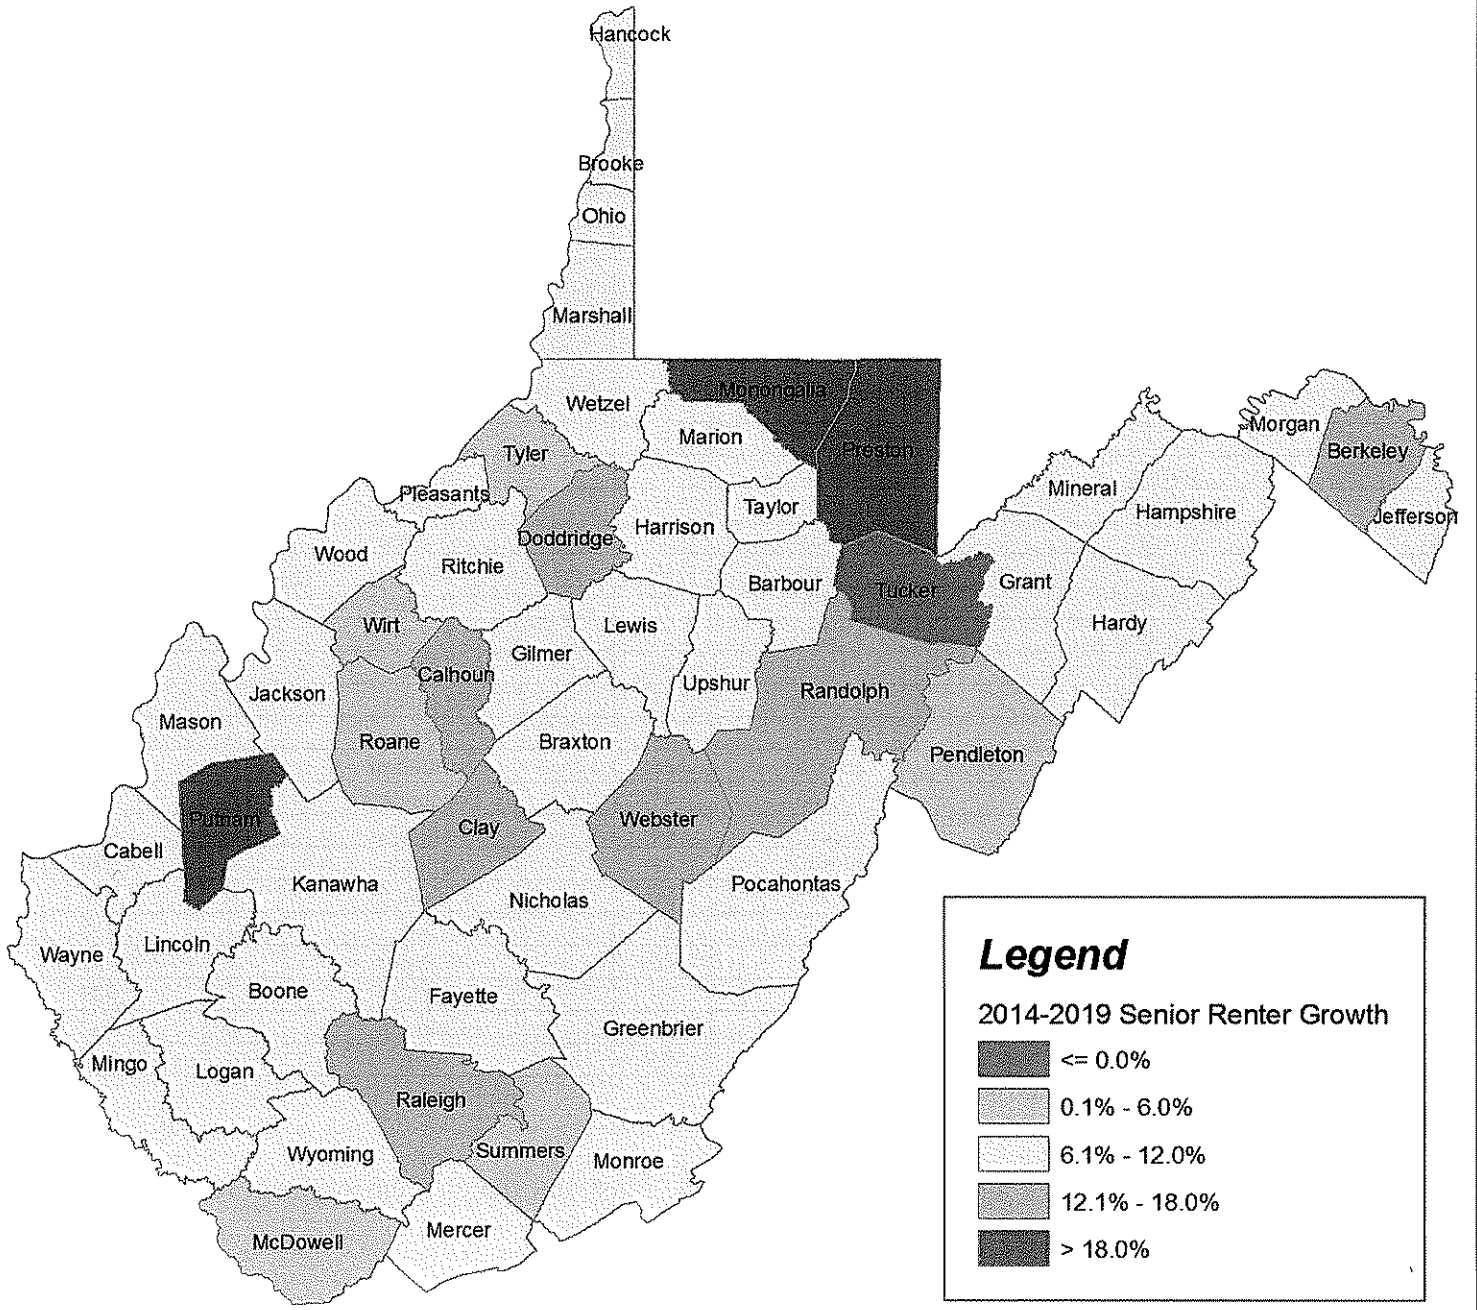 Hancock
Brooke
Ohio
Marshall
Wetzel
Monongalia
Marion
Preston
Tyler
Pleasants
Taylor
Harrison
Doddridge
Wood
Ritchie
Barbour
Tucker
Grant
Mineral
Hampshire
Hardy
Morgan
Berkeley
Jefferson
Wirt
Lewis
Gilmer
Calhoun
Upshur
Randolph
Jackson
Mason
Roane
Braxton
Pendleton
Putnam
Clay
Webster
Cabell
Kanawha
Nicholas
Pocahontas
Wayne
Lincoln
Boone
Fayette
Greenbrier
Mingo
Logan
Raleigh
Wyoming
Summers
Monroe
McDowell
Mercer
Legend
2014-2019 Senior Renter Growth
<= 0.0%
0.1% - 6.0%
6.1% - 12.0%
12.1% - 18.0%
> 18.0%